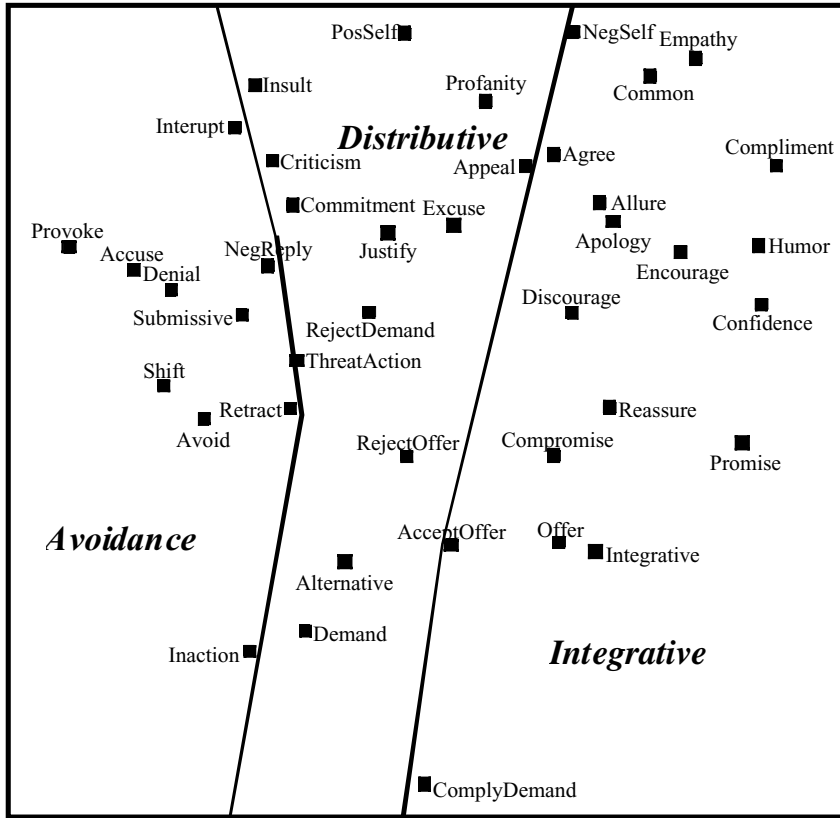 PosSelf
NegSelf
Empathy
Common
Insult
Profanity
Interupt
Distributive
Criticism
Appeal
Agree
Compliment
Commitment
Excuse
Allure
Provoke
Justify
Apology
Humor
Accuse
NegReply
Encourage
Denial
Submissive
RejectDemand
Discourage
Confidence
ThreatAction
Shift
Retract
Reassure
Avoid
RejectOffer
Compromise
Promise
Avoidance
AcceptOffer
Offer
Integrative
Alternative
Demand
Inaction
Integrative
ComplyDemand